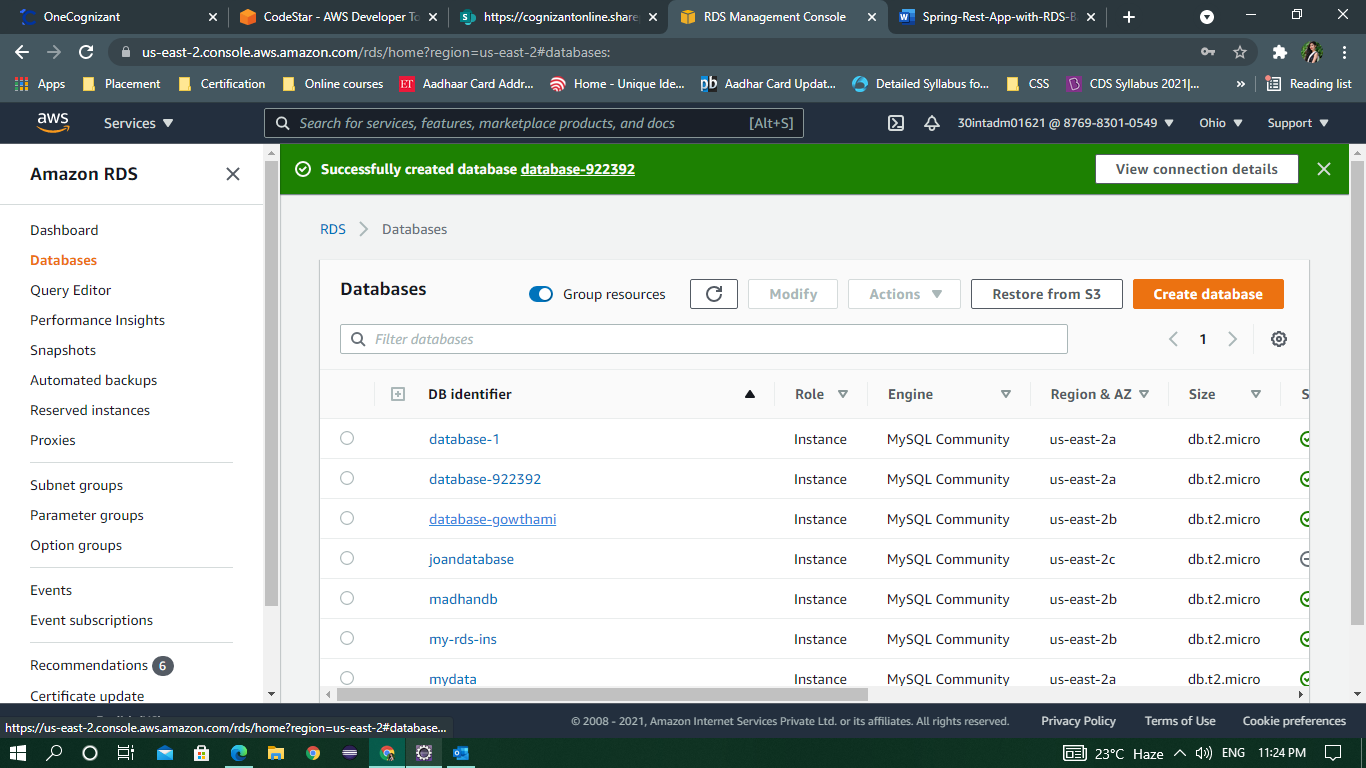 OneCognizant
CodeStar - AWS Developer To
https://cognizantonline.share
RDS Management Console
Spring-Rest-App-with-RDS-B
us-east-2.console.aws.amazon.com/rds/home?region=us-east-2#databases:
Apps
Placement
Certification
Online courses
ET
Aadhaar Card Addr...
Home - Unique Ide...
pb
Aadhar Card Updat...
Detailed Syllabus fo...
CSS
CDS Syllabus 2021|...
»
Reading list
aws
Services
Search for services, features, marketplace products, and docs
[Alt+S]
30intadm01621 @ 8769-8301-0549
Ohio
Support
Amazon RDS
Successfully created database database-922392
View connection details
Dashboard
Databases
Query Editor
Performance Insights
Snapshots
Automated backups
Reserved instances
Proxies
Subnet groups
Parameter groups
Option groups
Events
Event subscriptions
Recommendations 6
Certificate update
RDS
Databases
Databases
Group resources
Modify
Actions
Restore from S3
Create database
Filter databases
1
DB identifier Role Engine Region & AZ Size S
database-1 Instance MySQL Community us-east-2a db.t2.micro
database-922392 Instance MySQL Community us-east-2a db.t2.micro
database-gowthami Instance MySQL Community us-east-2b db.t2.micro
joandatabase Instance MySQL Community us-east-2c db.t2.micro
madhandb Instance MySQL Community us-east-2b db.t2.micro
my-rds-ins Instance MySQL Community us-east-2b db.t2.micro
mydata Instance MySQL Community us-east-2a db.t2.micro
https://us-east-2.console.aws.amazon.com/rds/home?region=us-east-2#database...
© 2008 - 2021, Amazon Internet Services Private Ltd. or its affiliates. All rights reserved.
Privacy Policy
Terms of Use
Cookie preferences
23°C Haze
ENG
11:24 PM